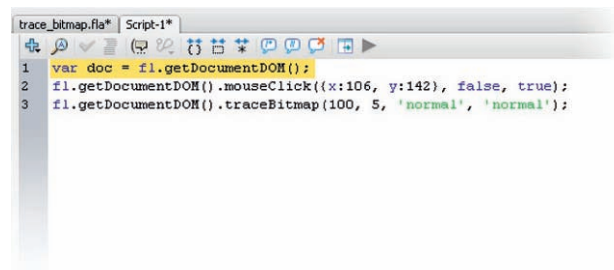 trace_bitmap.fla* Script-1*
1 var doc = fl.getDocumentDOM();
2 fl.getDocumentDOM().mouseClick({x:106, y:142}, false, true);
3 fl.getDocumentDOM().traceBitmap(100, 5, 'normal', 'normal');